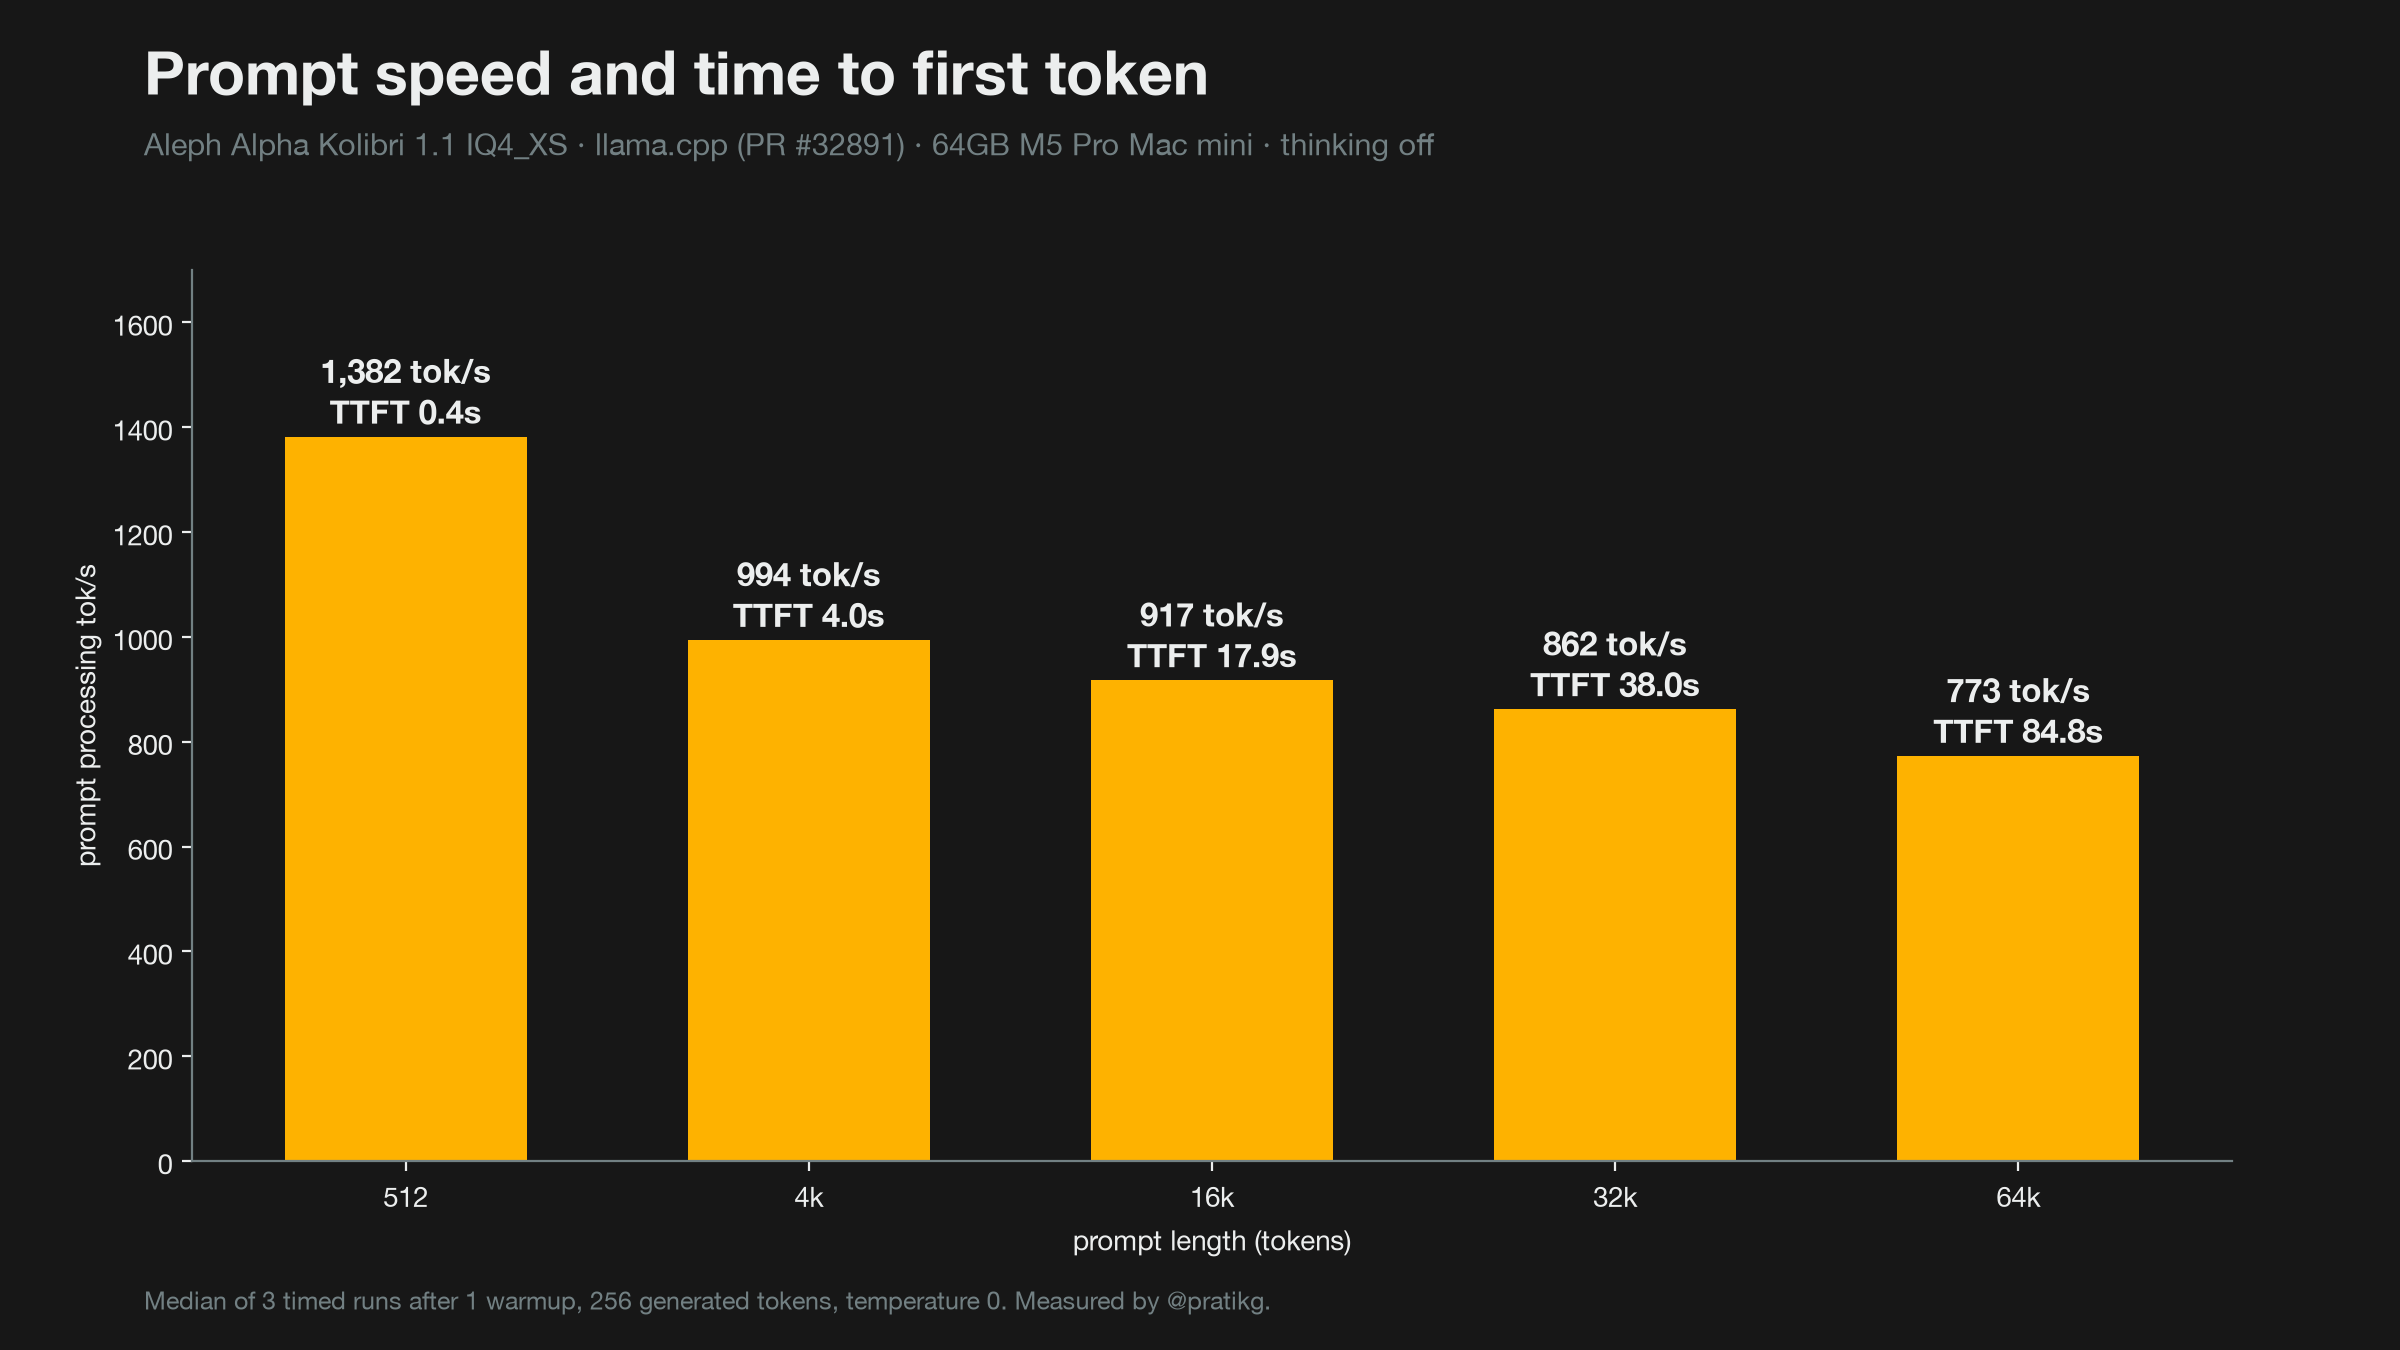 Prompt speed and time to first token
Aleph Alpha Kolibri 1.1 IQ4_XS · llama.cpp (PR #32891) · 64GB M5 Pro Mac mini · thinking off
prompt processing tok/s
1600
1400
1200
1000
800
600
400
200
0
1,382 tok/s
TTFT 0.4s
994 tok/s
TTFT 4.0s
917 tok/s
TTFT 17.9s
862 tok/s
TTFT 38.0s
773 tok/s
TTFT 84.8s
512
4k
16k
32k
64k
prompt length (tokens)
Median of 3 timed runs after 1 warmup, 256 generated tokens, temperature 0. Measured by @pratikg.